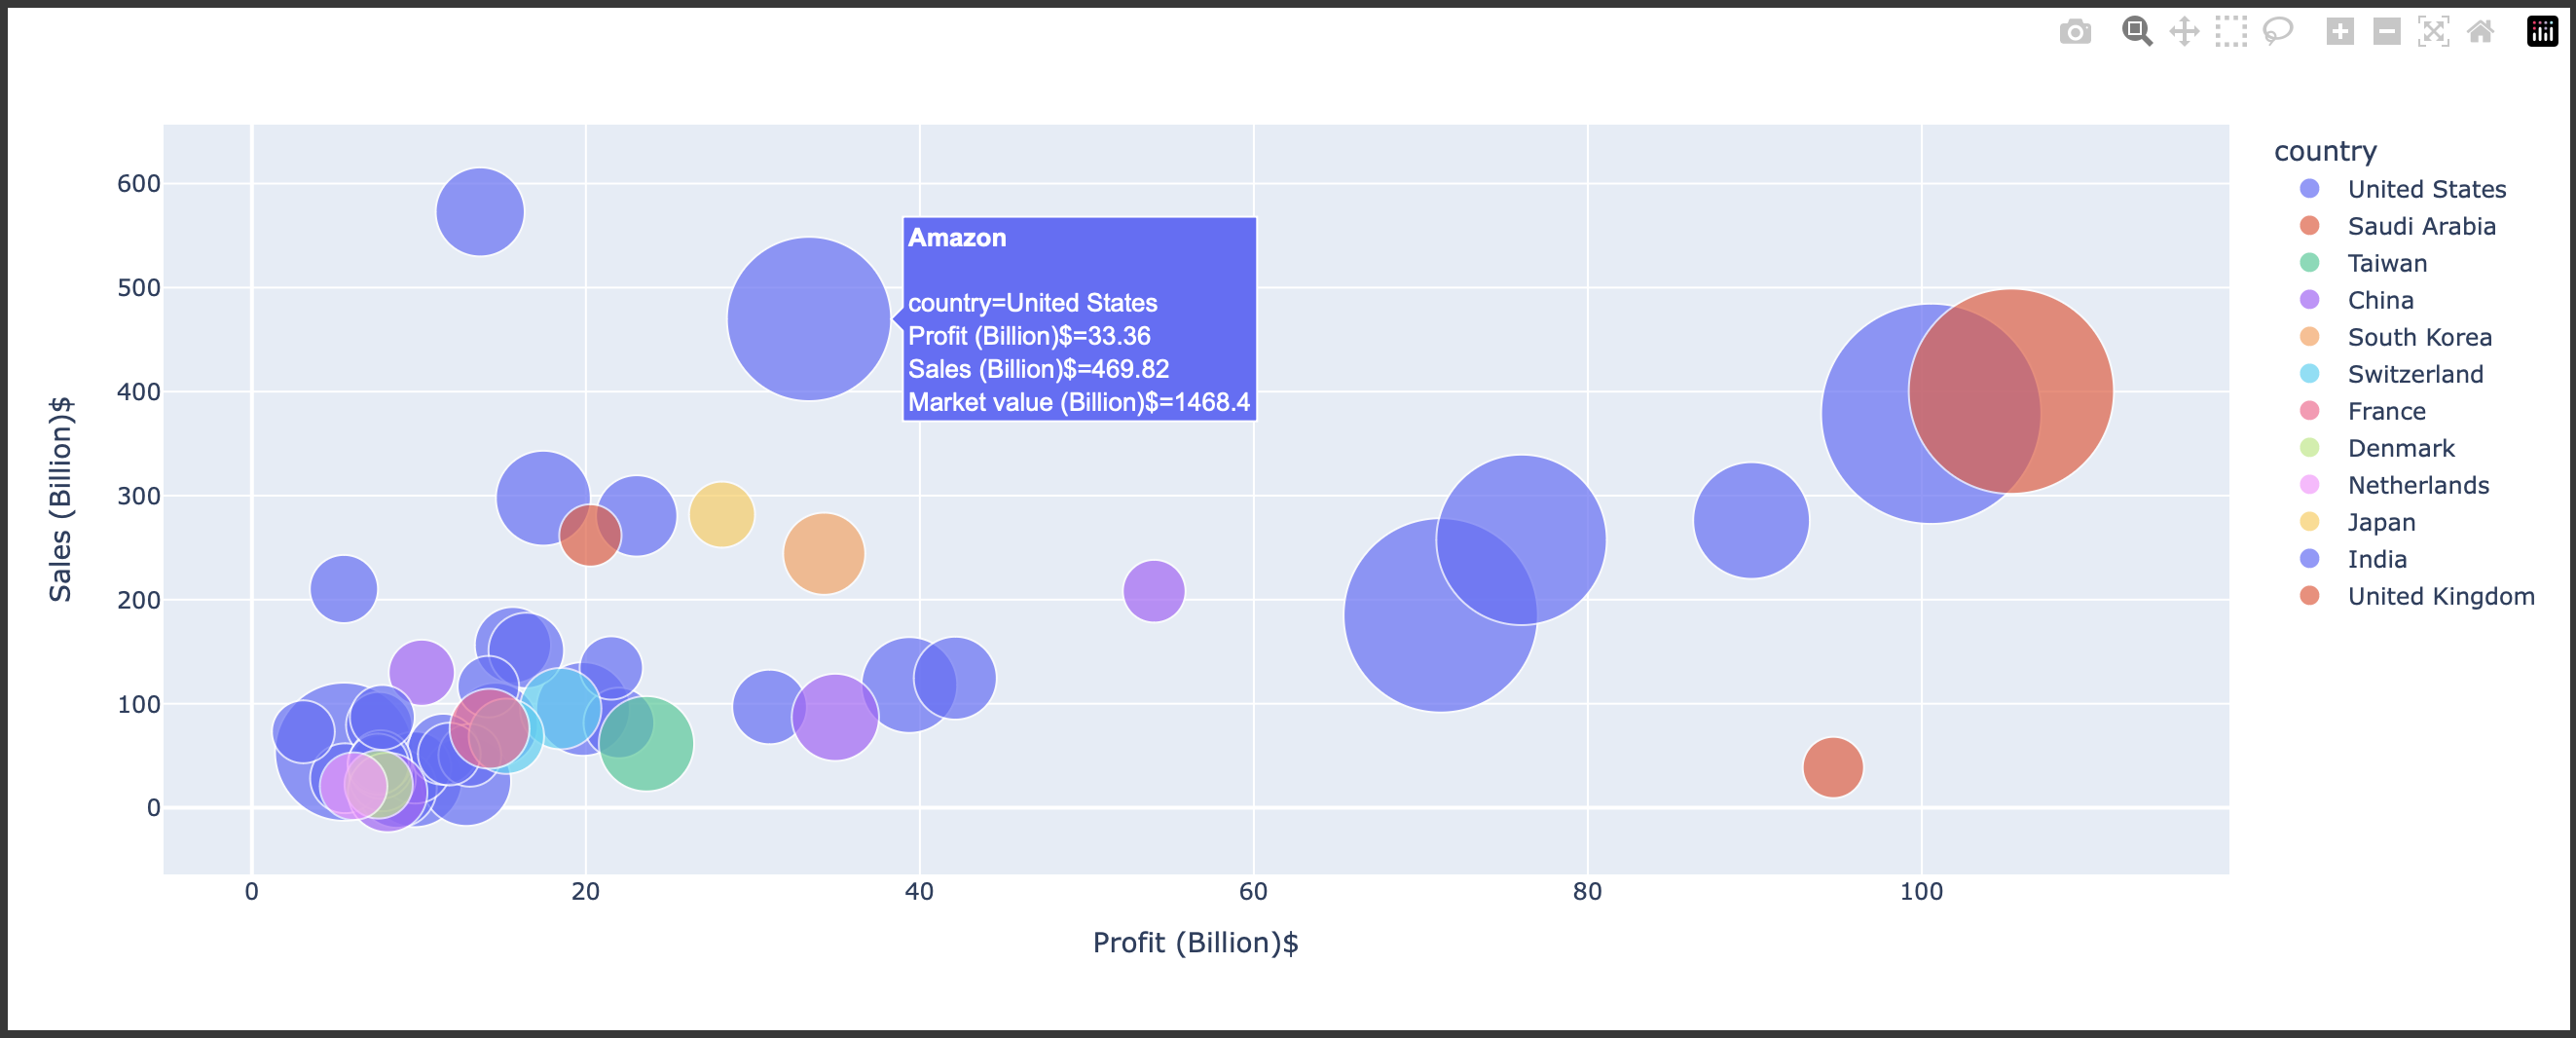 Amazon
country=United States
Profit (Billion)$=33.36
Sales (Billion)$=469.82
Market value (Billion)$=1468.4
600
500
400
300
200
100
0
Sales (Billion)$
0 20 40 60 80 100
Profit (Billion)$
country
United States
Saudi Arabia
Taiwan
China
South Korea
Switzerland
France
Denmark
Netherlands
Japan
India
United Kingdom